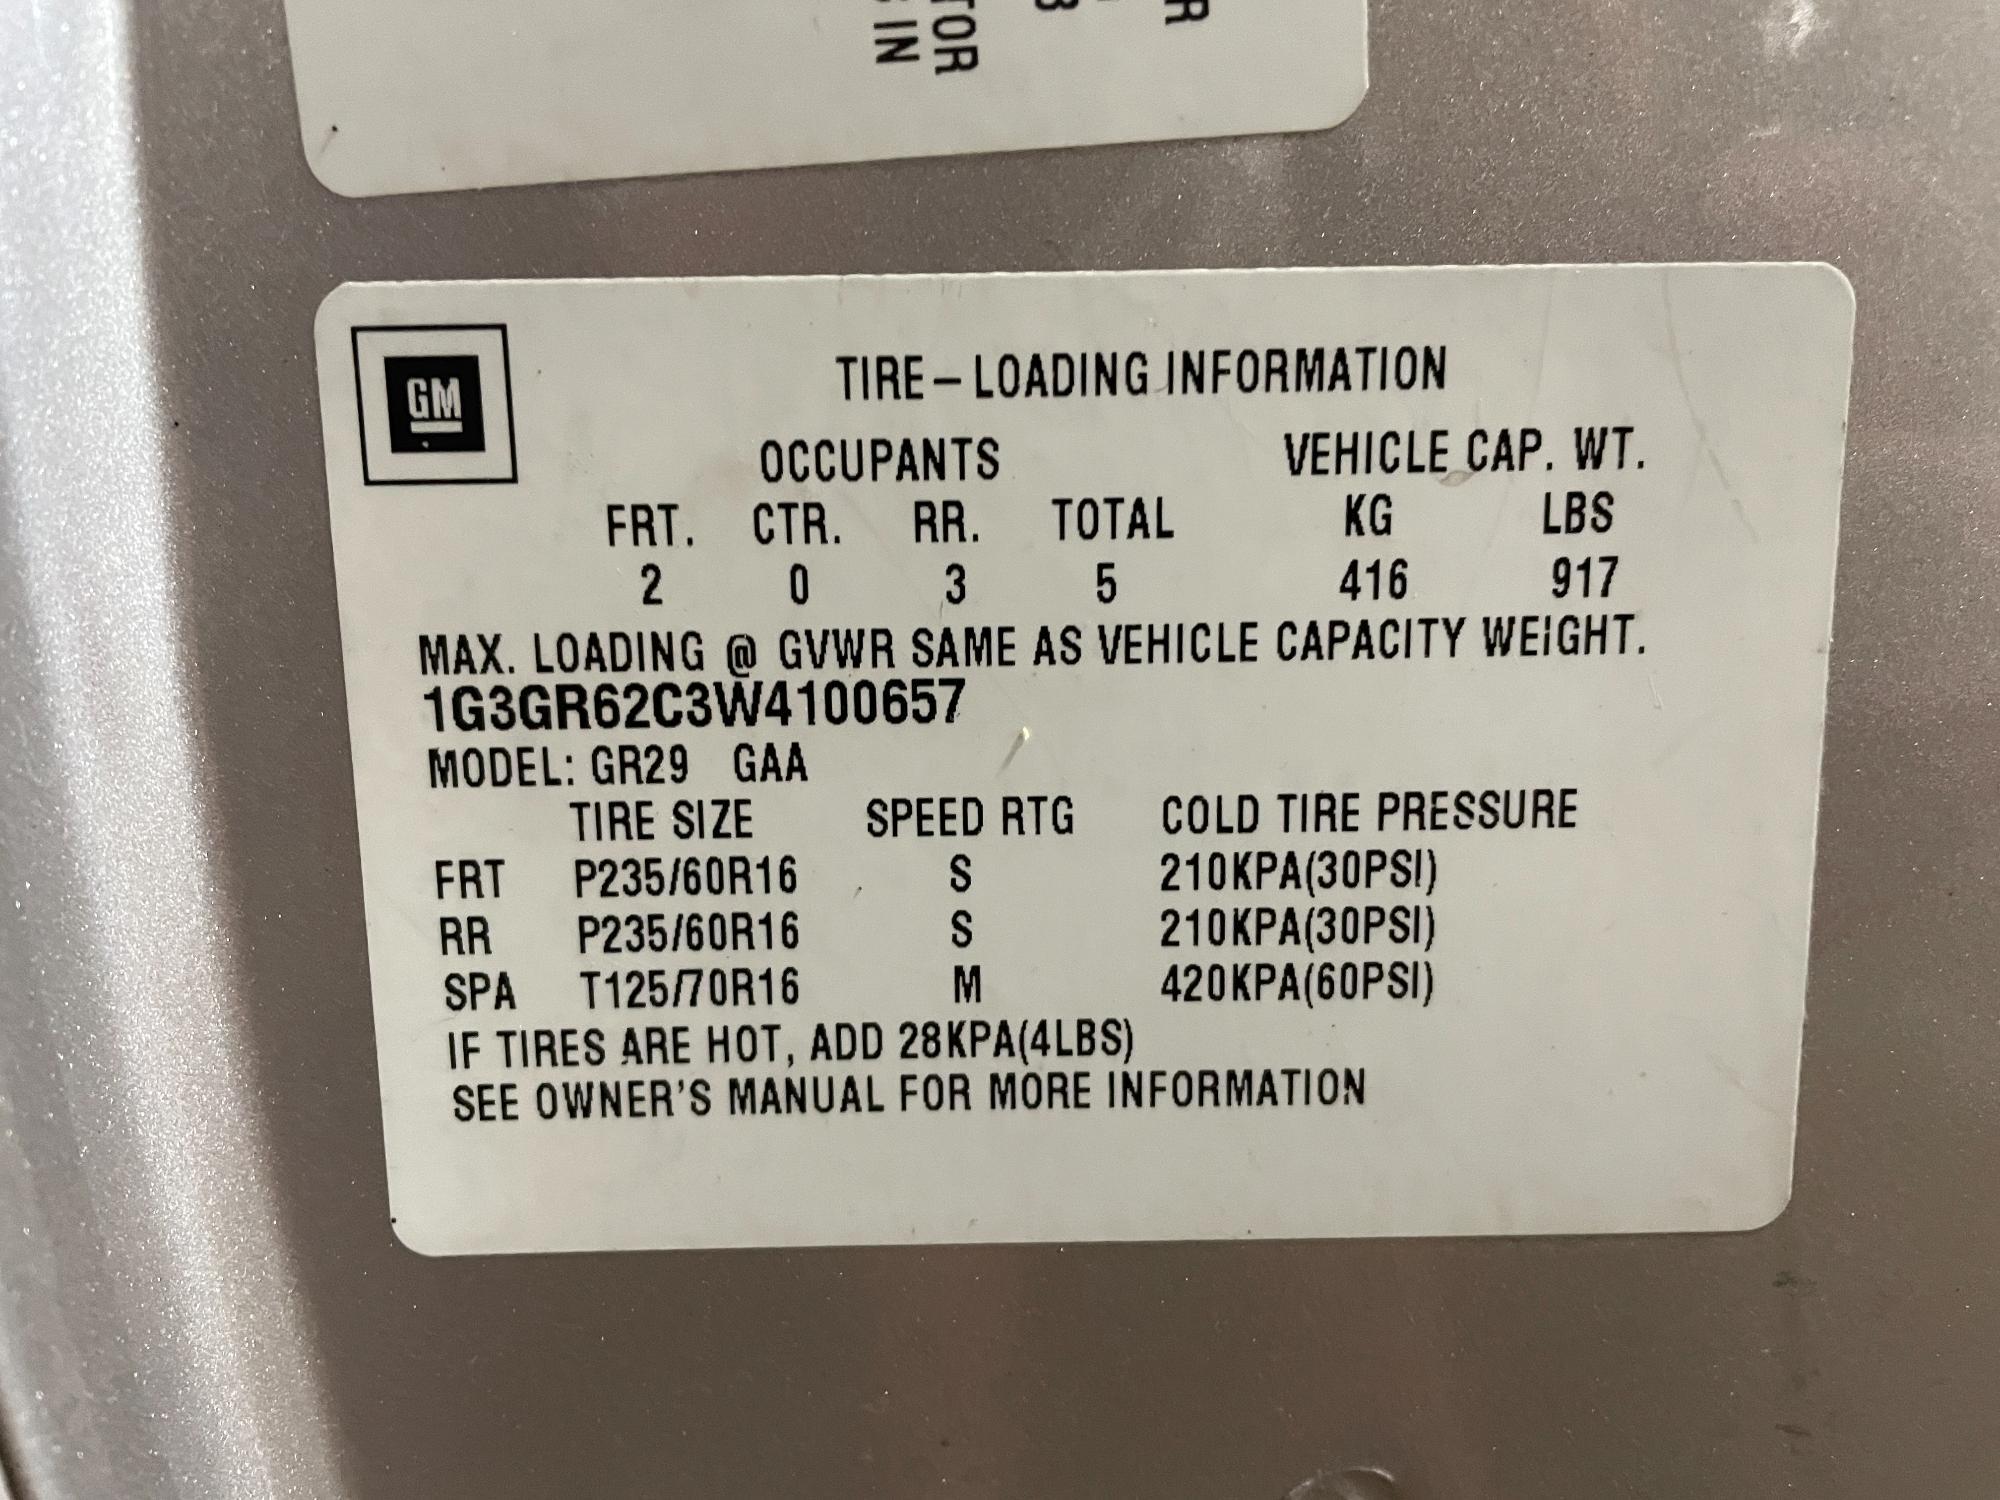 TOR
IN
R
GM
TIRE – LOADING INFORMATION
OCCUPANTS VEHICLE CAP. WT.
FRT. CTR. RR. TOTAL KG LBS
2 0 3 5 416 917
MAX. LOADING @ GVWR SAME AS VEHICLE CAPACITY WEIGHT.
1G3GR62C3W4100657
MODEL: GR29 GAA
TIRE SIZE SPEED RTG COLD TIRE PRESSURE
FRT P235/60R16 S 210KPA(30PSI)
RR P235/60R16 S 210KPA(30PSI)
SPA T125/70R16 M 420KPA(60PSI)
IF TIRES ARE HOT, ADD 28KPA(4LBS)
SEE OWNER'S MANUAL FOR MORE INFORMATION